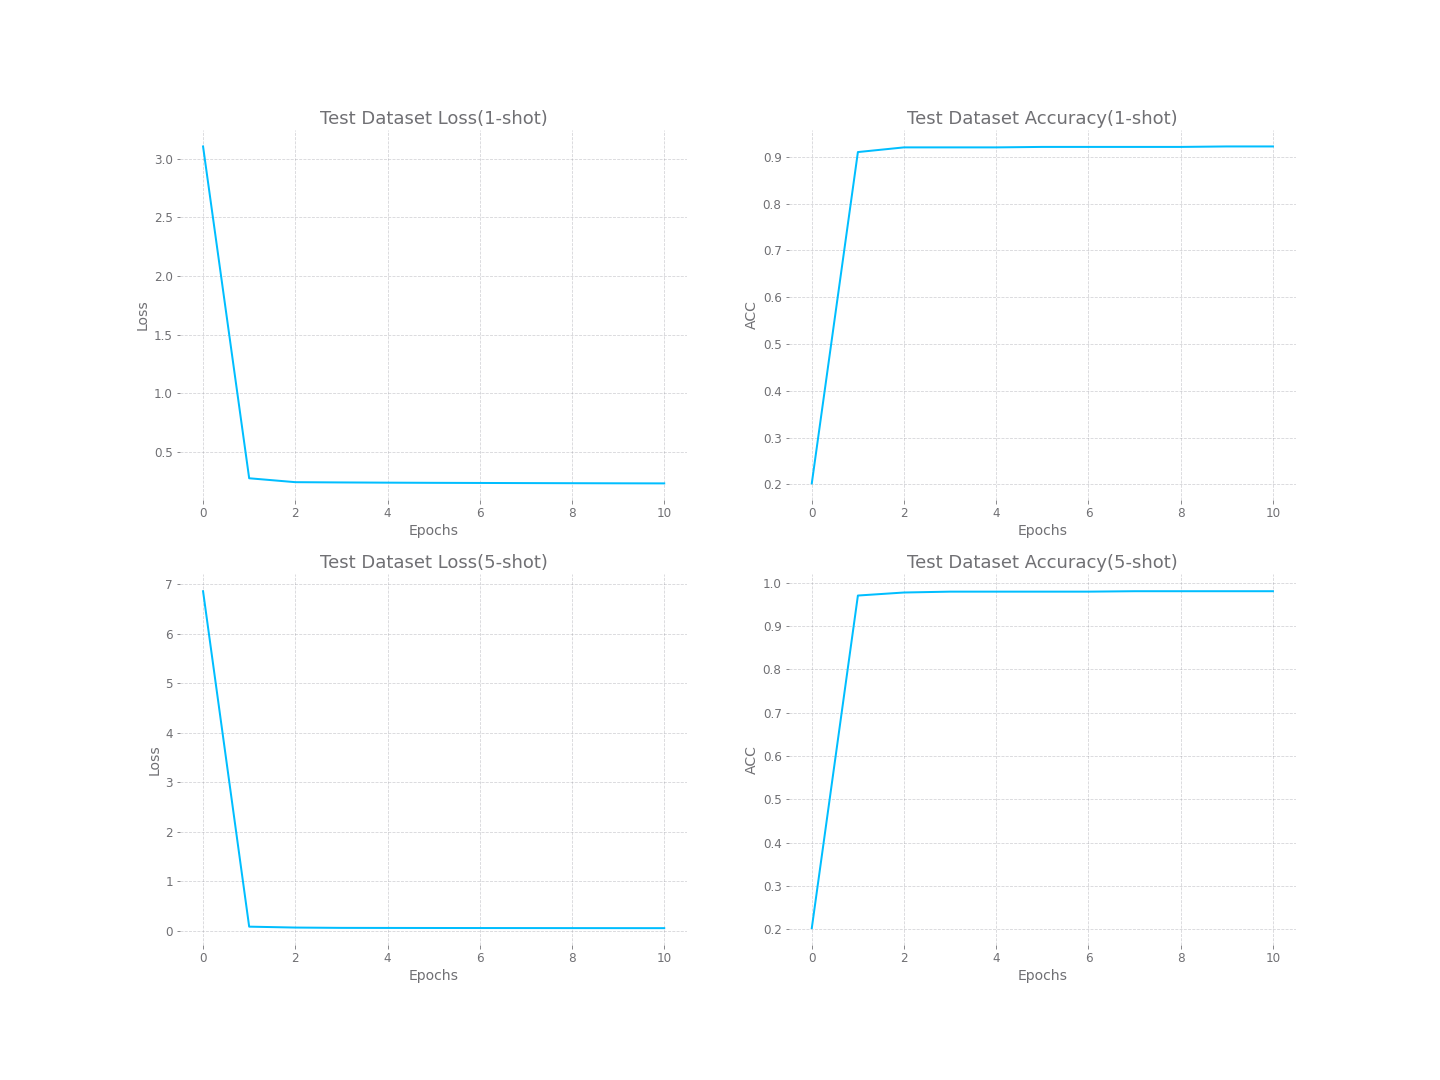 Test Dataset Loss(1-shot)
3.0
2.5
2.0
1.5
1.0
0.5
Loss
0 2 4 6 8 10
Epochs
Test Dataset Accuracy(1-shot)
0.9
0.8
0.7
0.6
0.5
0.4
0.3
0.2
ACC
0 2 4 6 8 10
Epochs
Test Dataset Loss(5-shot)
7
6
5
4
3
2
1
0
Loss
0 2 4 6 8 10
Epochs
Test Dataset Accuracy(5-shot)
1.0
0.9
0.8
0.7
0.6
0.5
0.4
0.3
0.2
ACC
0 2 4 6 8 10
Epochs